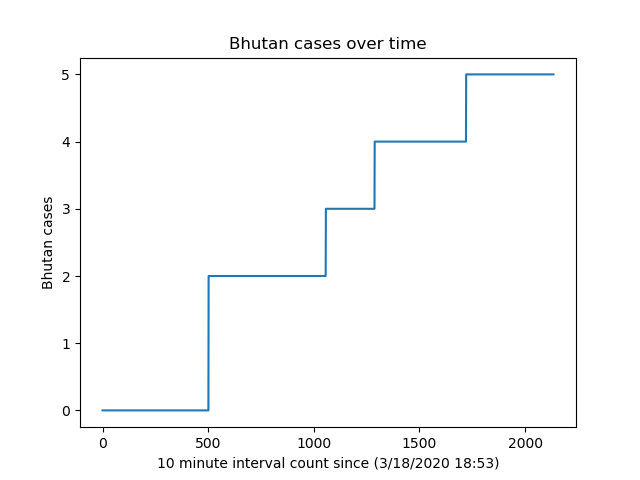 Bhutan cases over time
Bhutan cases
5
4
3
2
1
0
0 500 1000 1500 2000
10 minute interval count since (3/18/2020 18:53)